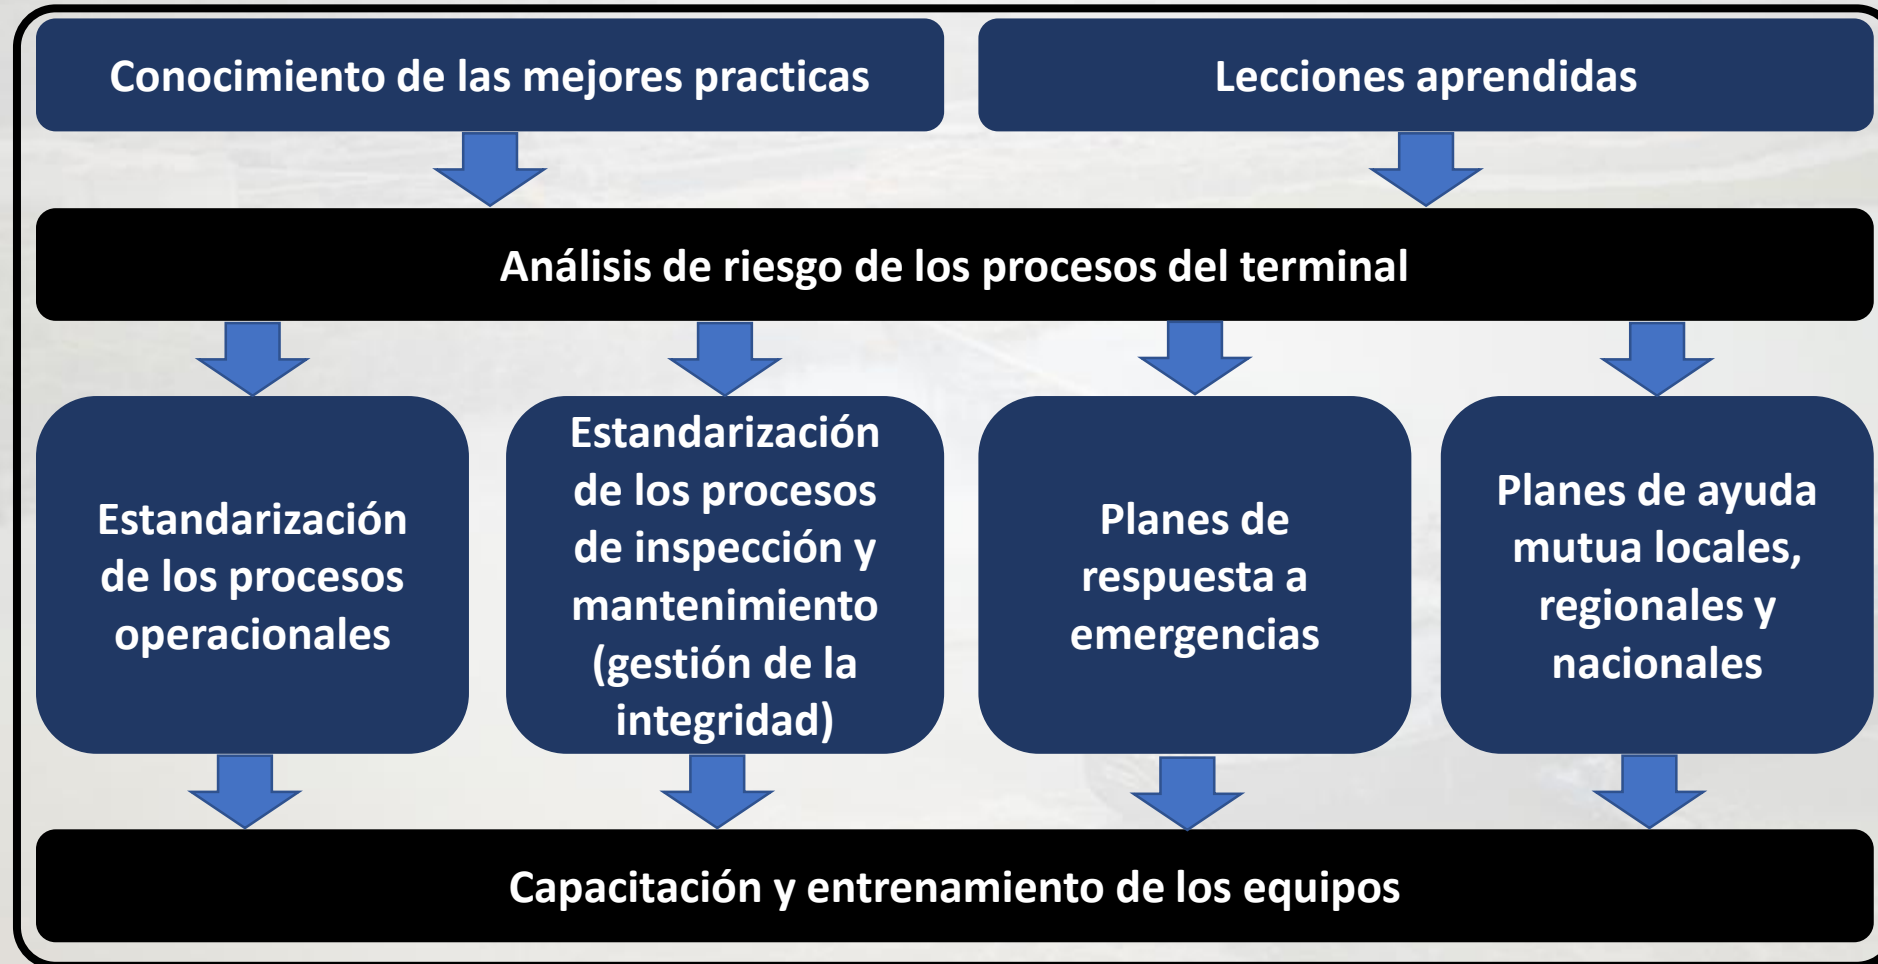 Conocimiento de las mejores practicas
Lecciones aprendidas
Análisis de riesgo de los procesos del terminal
Estandarización
de los procesos
operacionales
Estandarización
de los procesos
de inspección y
mantenimiento
(gestión de la
integridad)
Planes de
respuesta a
emergencias
Planes de ayuda
mutua locales,
regionales y
nacionales
Capacitación y entrenamiento de los equipos